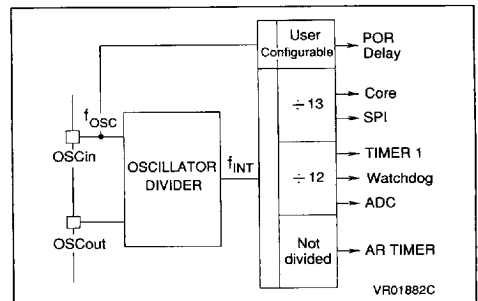 User
Configurable
POR
Delay
fOSC
÷13
Core
SPI
OSCin
OSCILLATOR
DIVIDER
fINT
÷12
TIMER 1
Watchdog
ADC
OSCout
Not
divided
AR TIMER
VR01882C